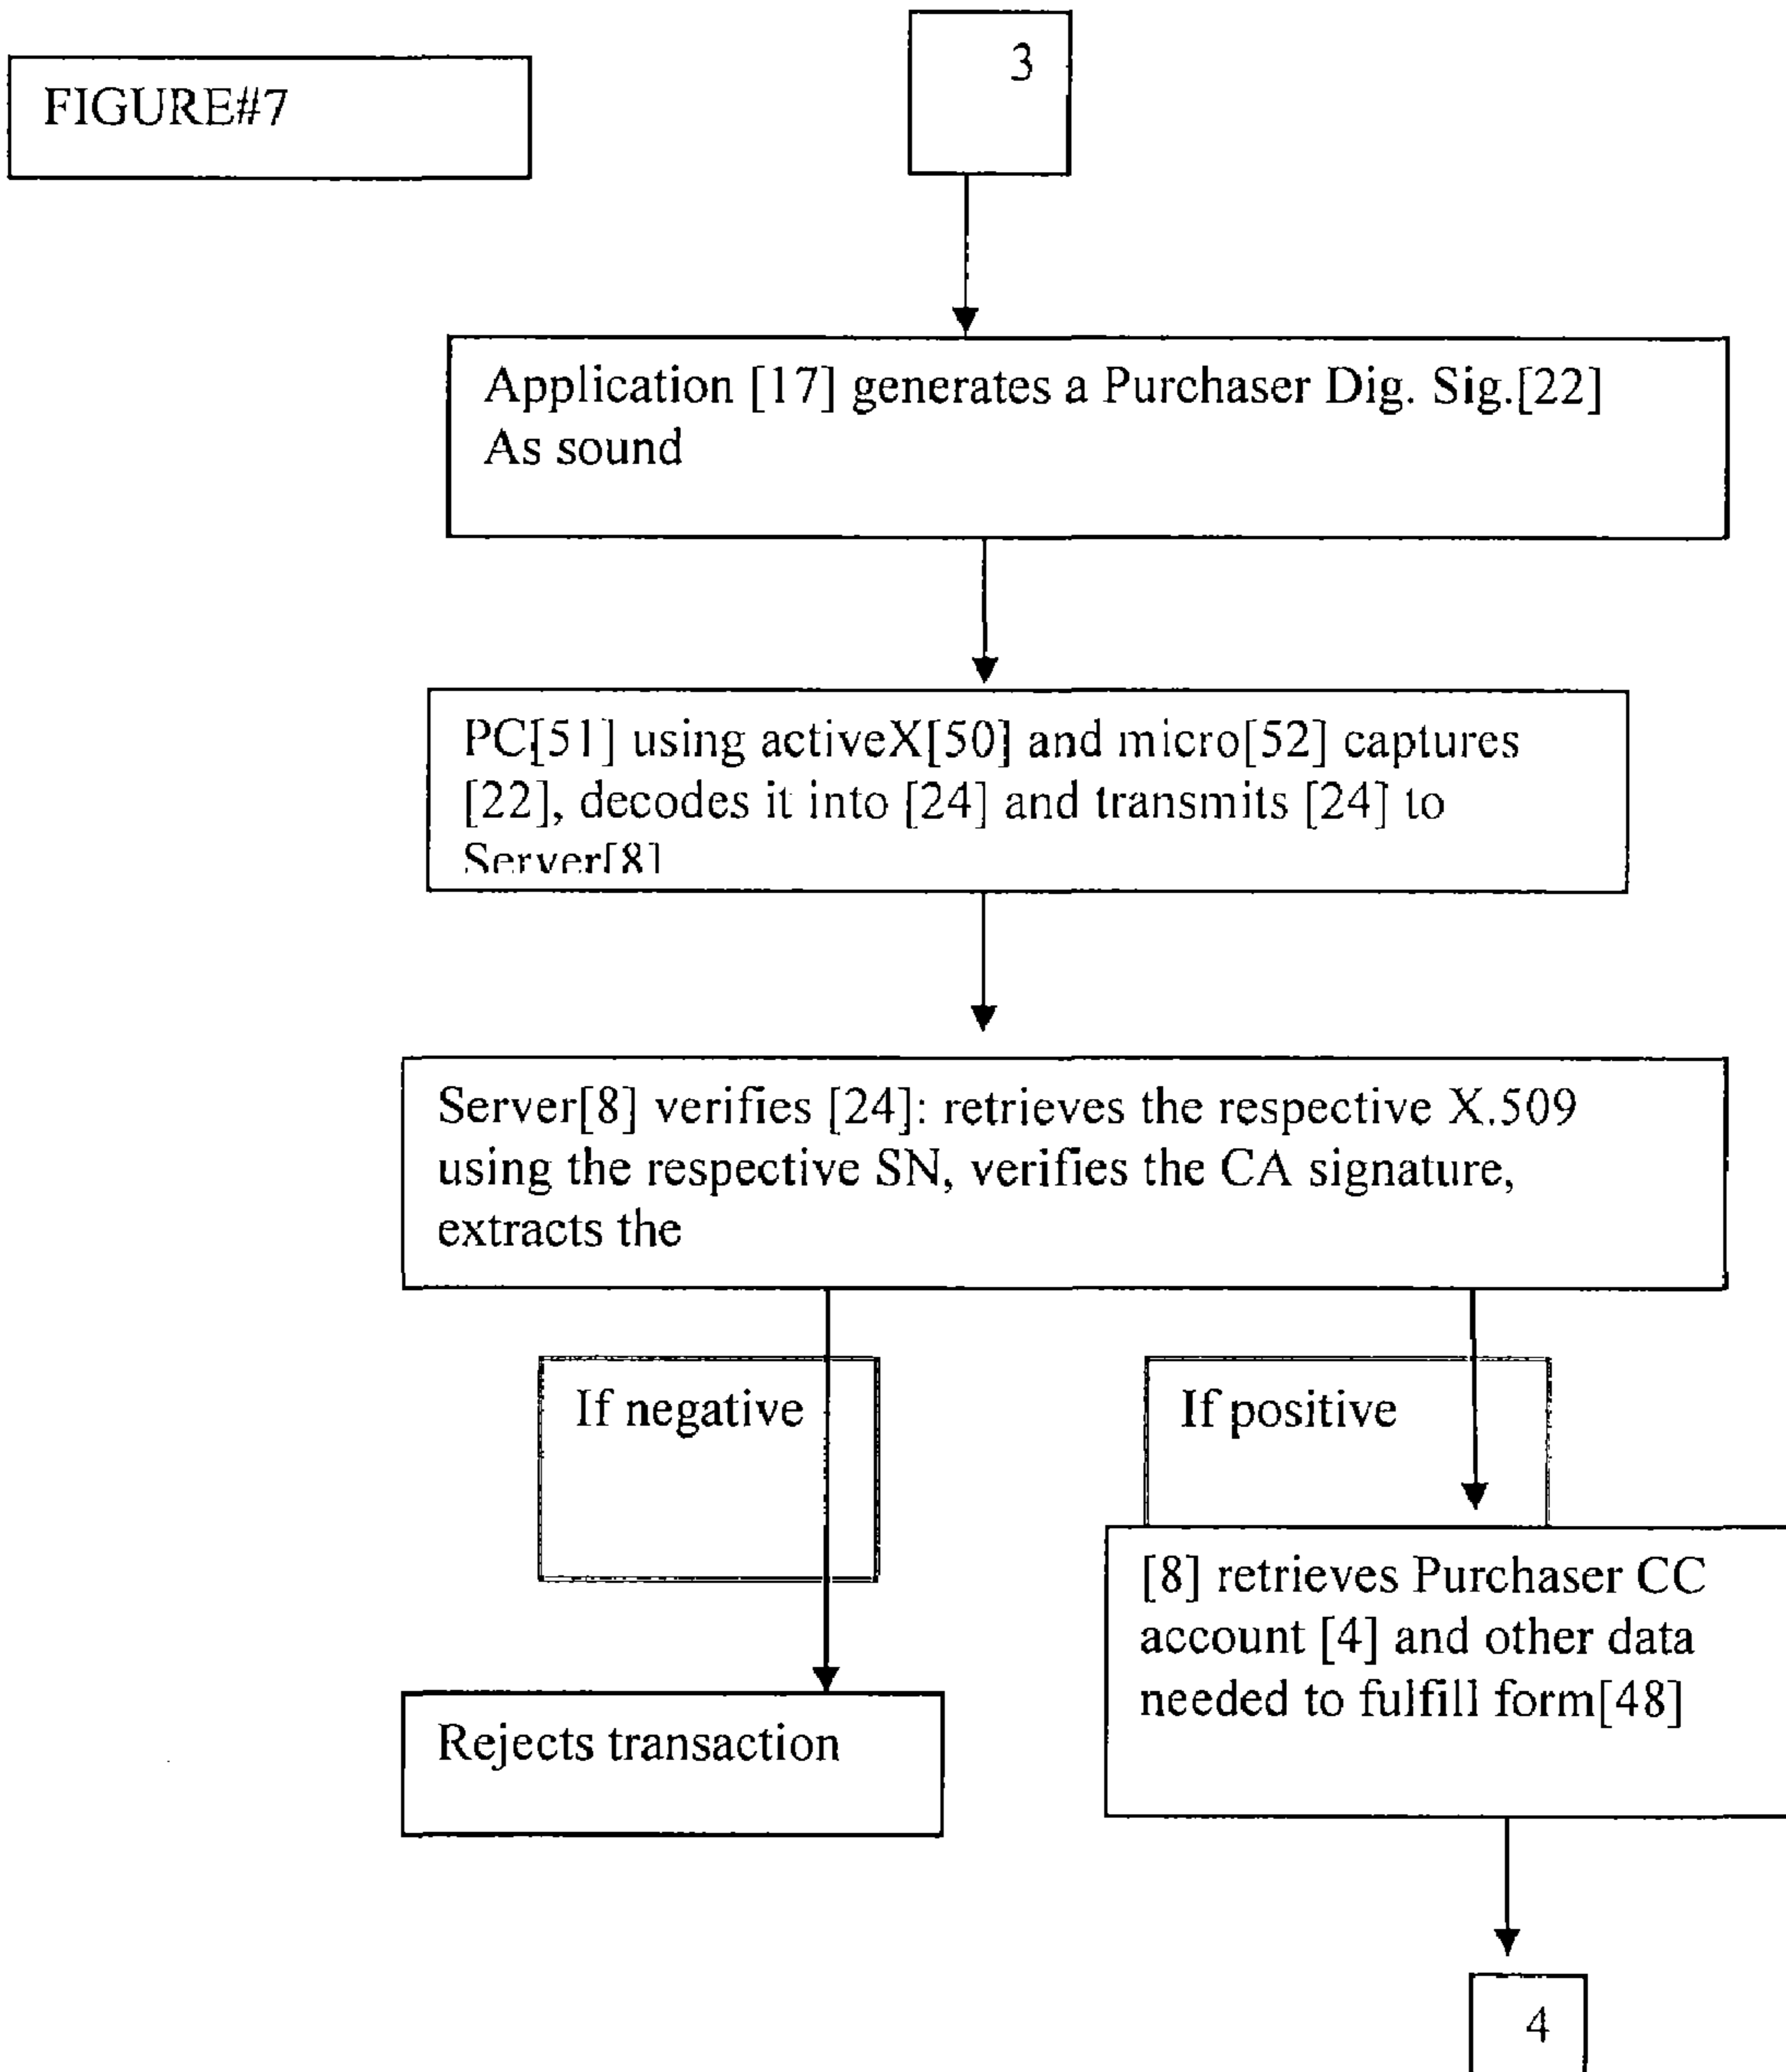 FIGURE#7
3
Application [17] generates a Purchaser Dig. Sig.[22]
As sound
PC[51] using activeX[50] and micro[52] captures
[22], decodes it into [24] and transmits [24] to
Server[8]
Server[8] verifies [24]: retrieves the respective X.509
using the respective SN, verifies the CA signature,
extracts the
If negative
If positive
[8] retrieves Purchaser CC
account [4] and other data
needed to fulfill form[48]
Rejects transaction
4